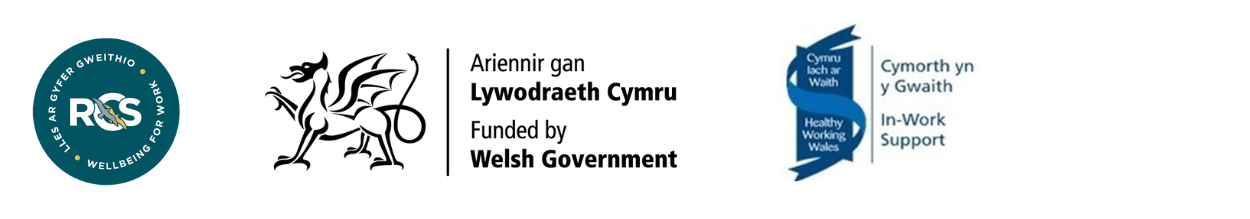 LLES AR GYFER GWEITHIO
RCS
WELLBEING FOR WORK
Ariennir gan
Lywodraeth Cymru
Funded by
Welsh Government
Cymru
Iach ar
Waith
Healthy
Working
Wales
Cymorth yn
y Gwaith
In-Work
Support